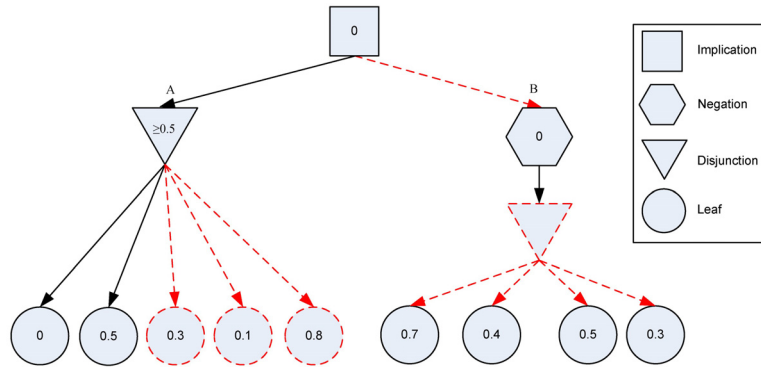 0
Implication
A
B
≥0.5
0
Negation
Disjunction
Leaf
0
0.5
0.3
0.1
0.8
0.7
0.4
0.5
0.3